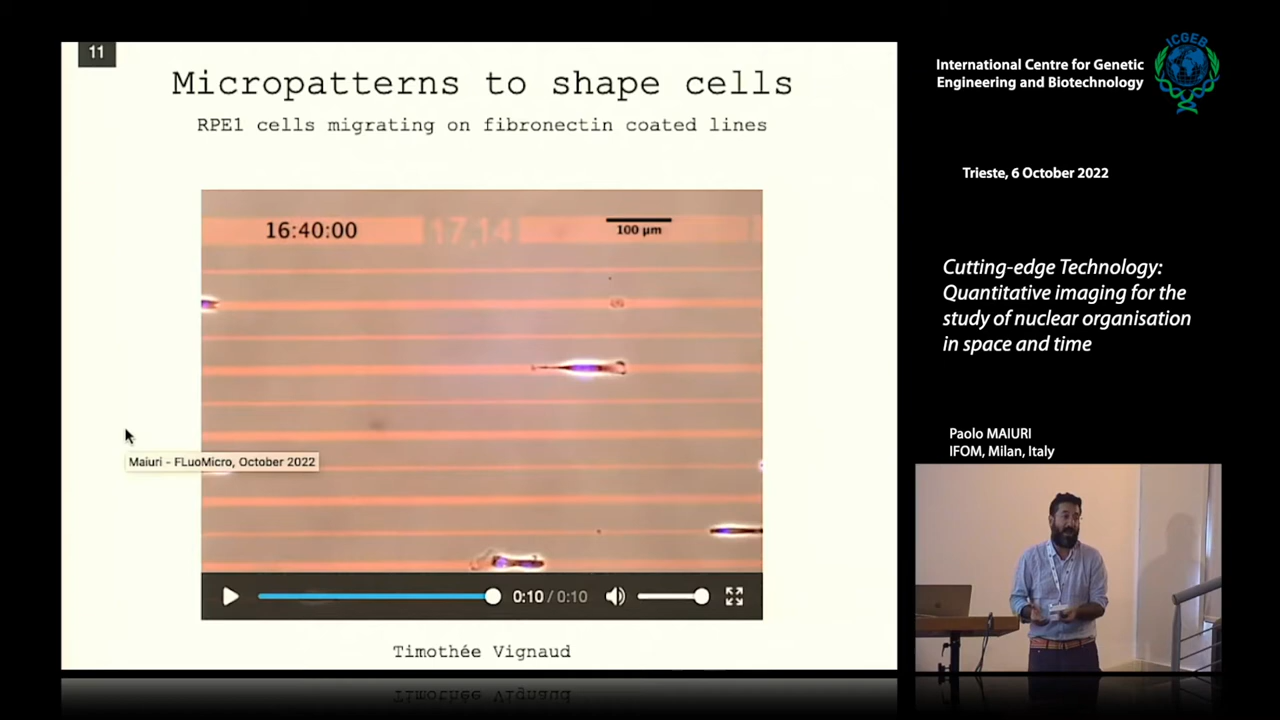 11
Micropatterns to shape cells
RPE1 cells migrating on fibronectin coated lines
16:40:00
17,14
100 µm
Maiuri - FLuoMicro, October 2022
0:10 / 0:10
Timothée Vignaud
International Centre for Genetic
Engineering and Biotechnology
ICGEB
Trieste, 6 October 2022
Cutting-edge Technology:
Quantitative imaging for the
study of nuclear organisation
in space and time
Paolo MAIURI
IFOM, Milan, Italy